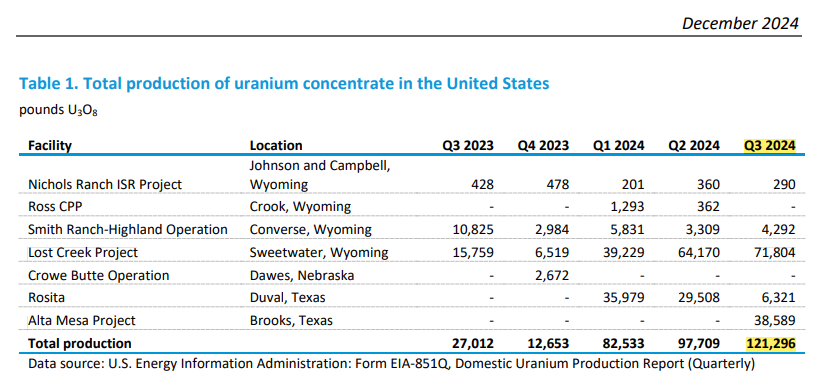 December 2024
Table 1. Total production of uranium concentrate in the United States
pounds U₃O₈
Facility Location Q3 2023 Q4 2023 Q1 2024 Q2 2024 Q3 2024
Johnson and Campbell,
Nichols Ranch ISR Project Wyoming 428 478 201 360 290
Ross CPP Crook, Wyoming - - 1,293 362 -
Smith Ranch-Highland Operation Converse, Wyoming 10,825 2,984 5,831 3,309 4,292
Lost Creek Project Sweetwater, Wyoming 15,759 6,519 39,229 64,170 71,804
Crowe Butte Operation Dawes, Nebraska - 2,672 - - -
Rosita Duval, Texas - - 35,979 29,508 6,321
Alta Mesa Project Brooks, Texas - - - - 38,589
Total production 27,012 12,653 82,533 97,709 121,296
Data source: U.S. Energy Information Administration: Form EIA-851Q, Domestic Uranium Production Report (Quarterly)